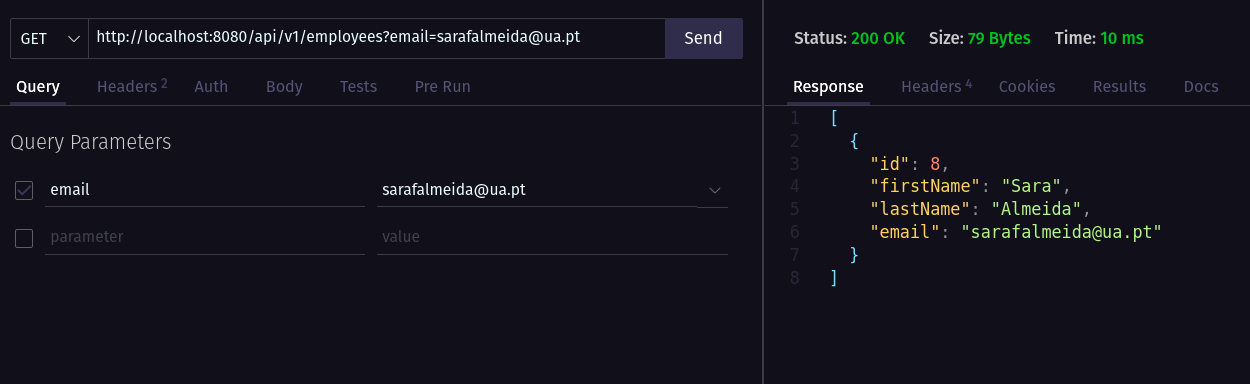 GET http://localhost:8080/api/v1/employees?email=sarafalmeida@ua.pt Send
Query Headers 2 Auth Body Tests Pre Run
Query Parameters
email sarafalmeida@ua.pt
parameter value
Status: 200 OK Size: 79 Bytes Time: 10 ms
Response Headers 4 Cookies Results Docs
1 [
2 {
3 "id": 8,
4 "firstName": "Sara",
5 "lastName": "Almeida",
6 "email": "sarafalmeida@ua.pt"
7 }
8 ]